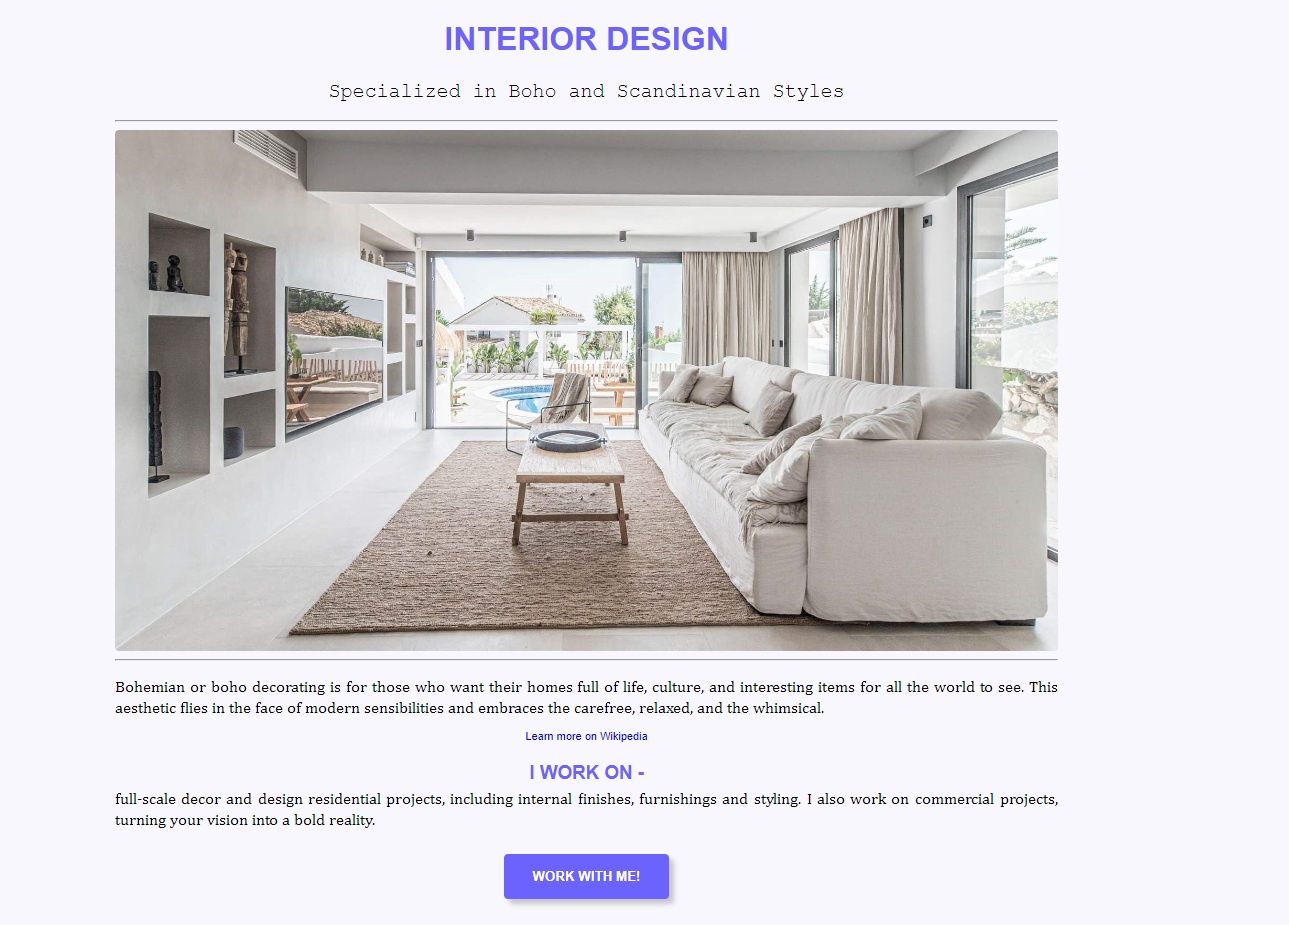 INTERIOR DESIGN
Specialized in Boho and Scandinavian Styles
Bohemian or boho decorating is for those who want their homes full of life, culture, and interesting items for all the world to see. This
aesthetic flies in the face of modern sensibilities and embraces the carefree, relaxed, and the whimsical.
Learn more on Wikipedia
I WORK ON -
full-scale decor and design residential projects, including internal finishes, furnishings and styling. I also work on commercial projects,
turning your vision into a bold reality.
WORK WITH ME!